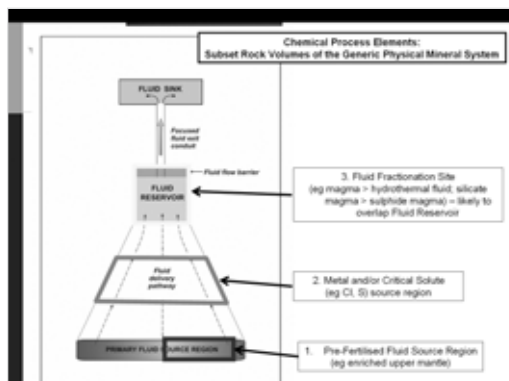 Chemical Process Elements:
Subset Rock Volumes of the Generic Physical Mineral System
FLUID SINK
Focused
fluid exit
conduit
Fluid flow barrier
FLUID
RESERVOIR
3. Fluid Fractionation Site
(eg magma > hydrothermal fluid; silicate
magma > sulphide magma) – likely to
overlap Fluid Reservoir
Fluid
delivery
pathway
2. Metal and/or Critical Solute
(eg Cl, S) source region
PRIMARY FLUID SOURCE REGION
1. Pre-Fertilised Fluid Source Region
(eg enriched upper mantle)